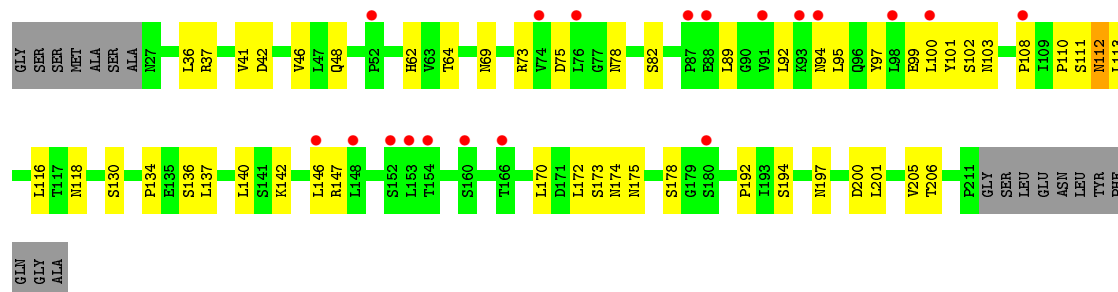 GLY SER SER MET ALA SER ALA N27 L36 R37 V41 D42 V46 L47 Q48 P52 H62 V63 T64 N69 R73 V74 D75 L76 G77 N78 S82 P87 E88 L89 G90 V91 L92 K93 N94 L95 Q96 Y97 L98 E99 L100 Y101 S102 N103 P108 I109 P110 S111 N112 L113
L116 T117 N118 S130 P134 E135 S136 L137 L140 S141 K142 L146 R147 L148 S152 L153 T154 S160 T166 L170 D171 L172 S173 N174 N175 S178 G179 S180 P192 I193 S194 N197 D200 L201 V205 T206 P211 GLY SER LEU GLU ASN LEU TYR PHE
GLN GLY ALA